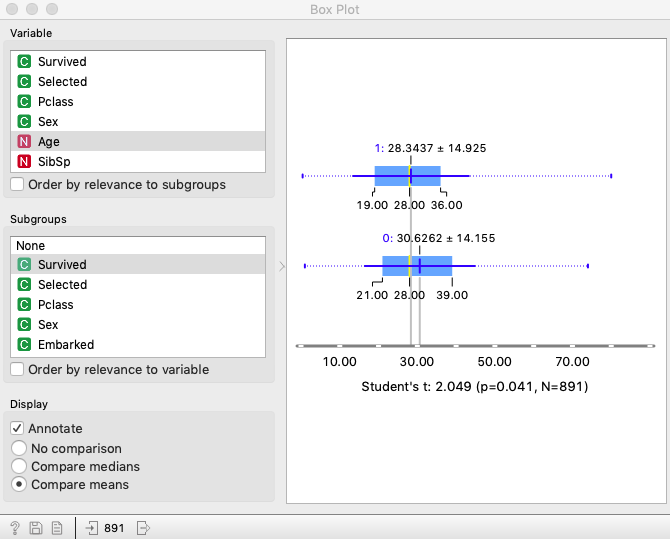 Box Plot
Variable
C Survived
C Selected
C Pclass
C Sex
N Age
N SibSp
Order by relevance to subgroups
Subgroups
None
C Survived
C Selected
C Pclass
C Sex
C Embarked
Order by relevance to variable
Display
Annotate
No comparison
Compare medians
Compare means
? 891
1: 28.3437 ± 14.925
19.00 28.00 36.00
0: 30.6262 ± 14.155
21.00 28.00 39.00
10.00 30.00 50.00 70.00
Student's t: 2.049 (p=0.041, N=891)